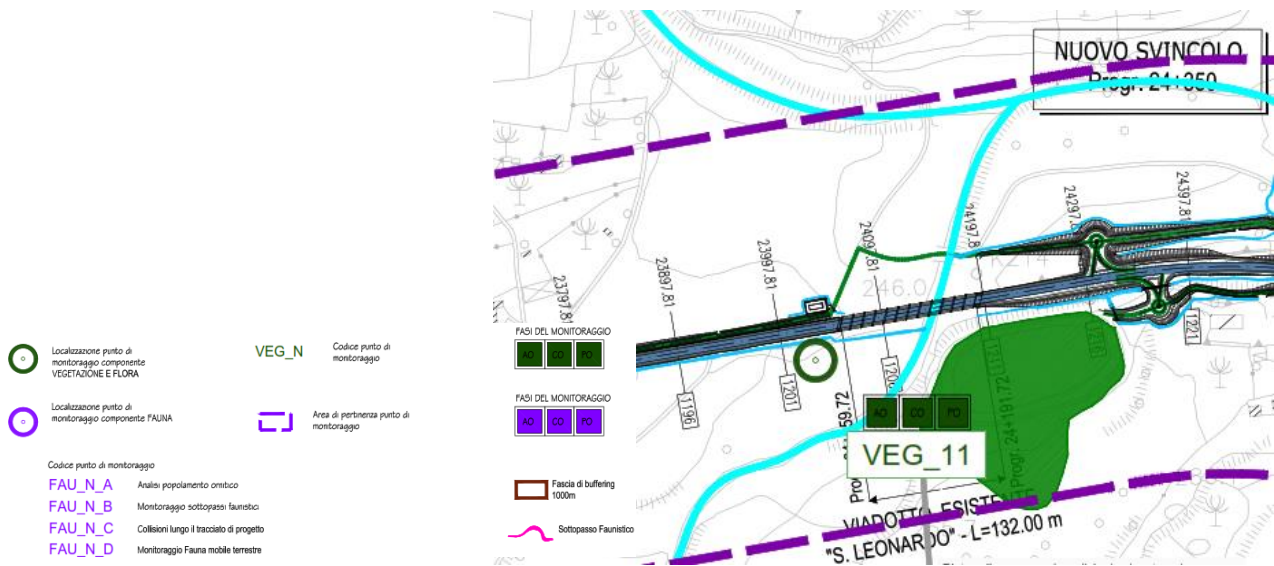 Localizzazione punto di
monitoraggio componente
VEGETAZIONE E FLORA
VEG_N
Codice punto di
monitoraggio
Localizzazione punto di
monitoraggio componente FAUNA
Area di pertinenza punto di
monitoraggio
Codice punto di monitoraggio
FAU_N_A
Analisi popolamento ornitico
FAU_N_B
Monitoraggio sottopassi faunistici
FAU_N_C
Collisioni lungo il tracciato di progetto
FAU_N_D
Monitoraggio Fauna mobile terrestre
FASI DEL MONITORAGGIO
AO CO PO
FASI DEL MONITORAGGIO
AO CO PO
Fascia di buffering
1000m
Sottopasso Faunistico
NUOVO SVINCOLO
Progr. 24+350
23797.81
23897.81
23997.81
24097.81
24197.8
24297.
24397.81
246.0
1196
1201
1221
AO CO PO
VEG_11
59.72
Progr. 24+191.72
VIADOTTO ESISTENT
"S. LEONARDO" - L=132.00 m